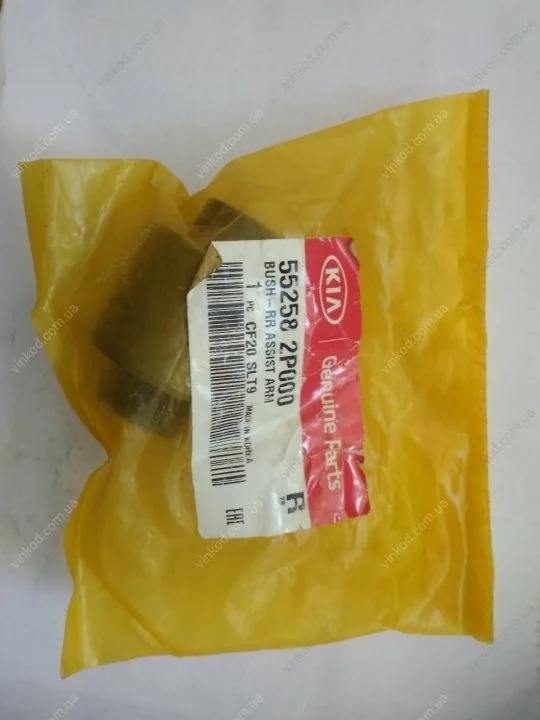 KIA
Genuine Parts
55258 2P000
BUSH-RR ASSIST ARM
1 PC CF20 SLT9 MADE IN KOREA
EAC
vinkod.com.ua